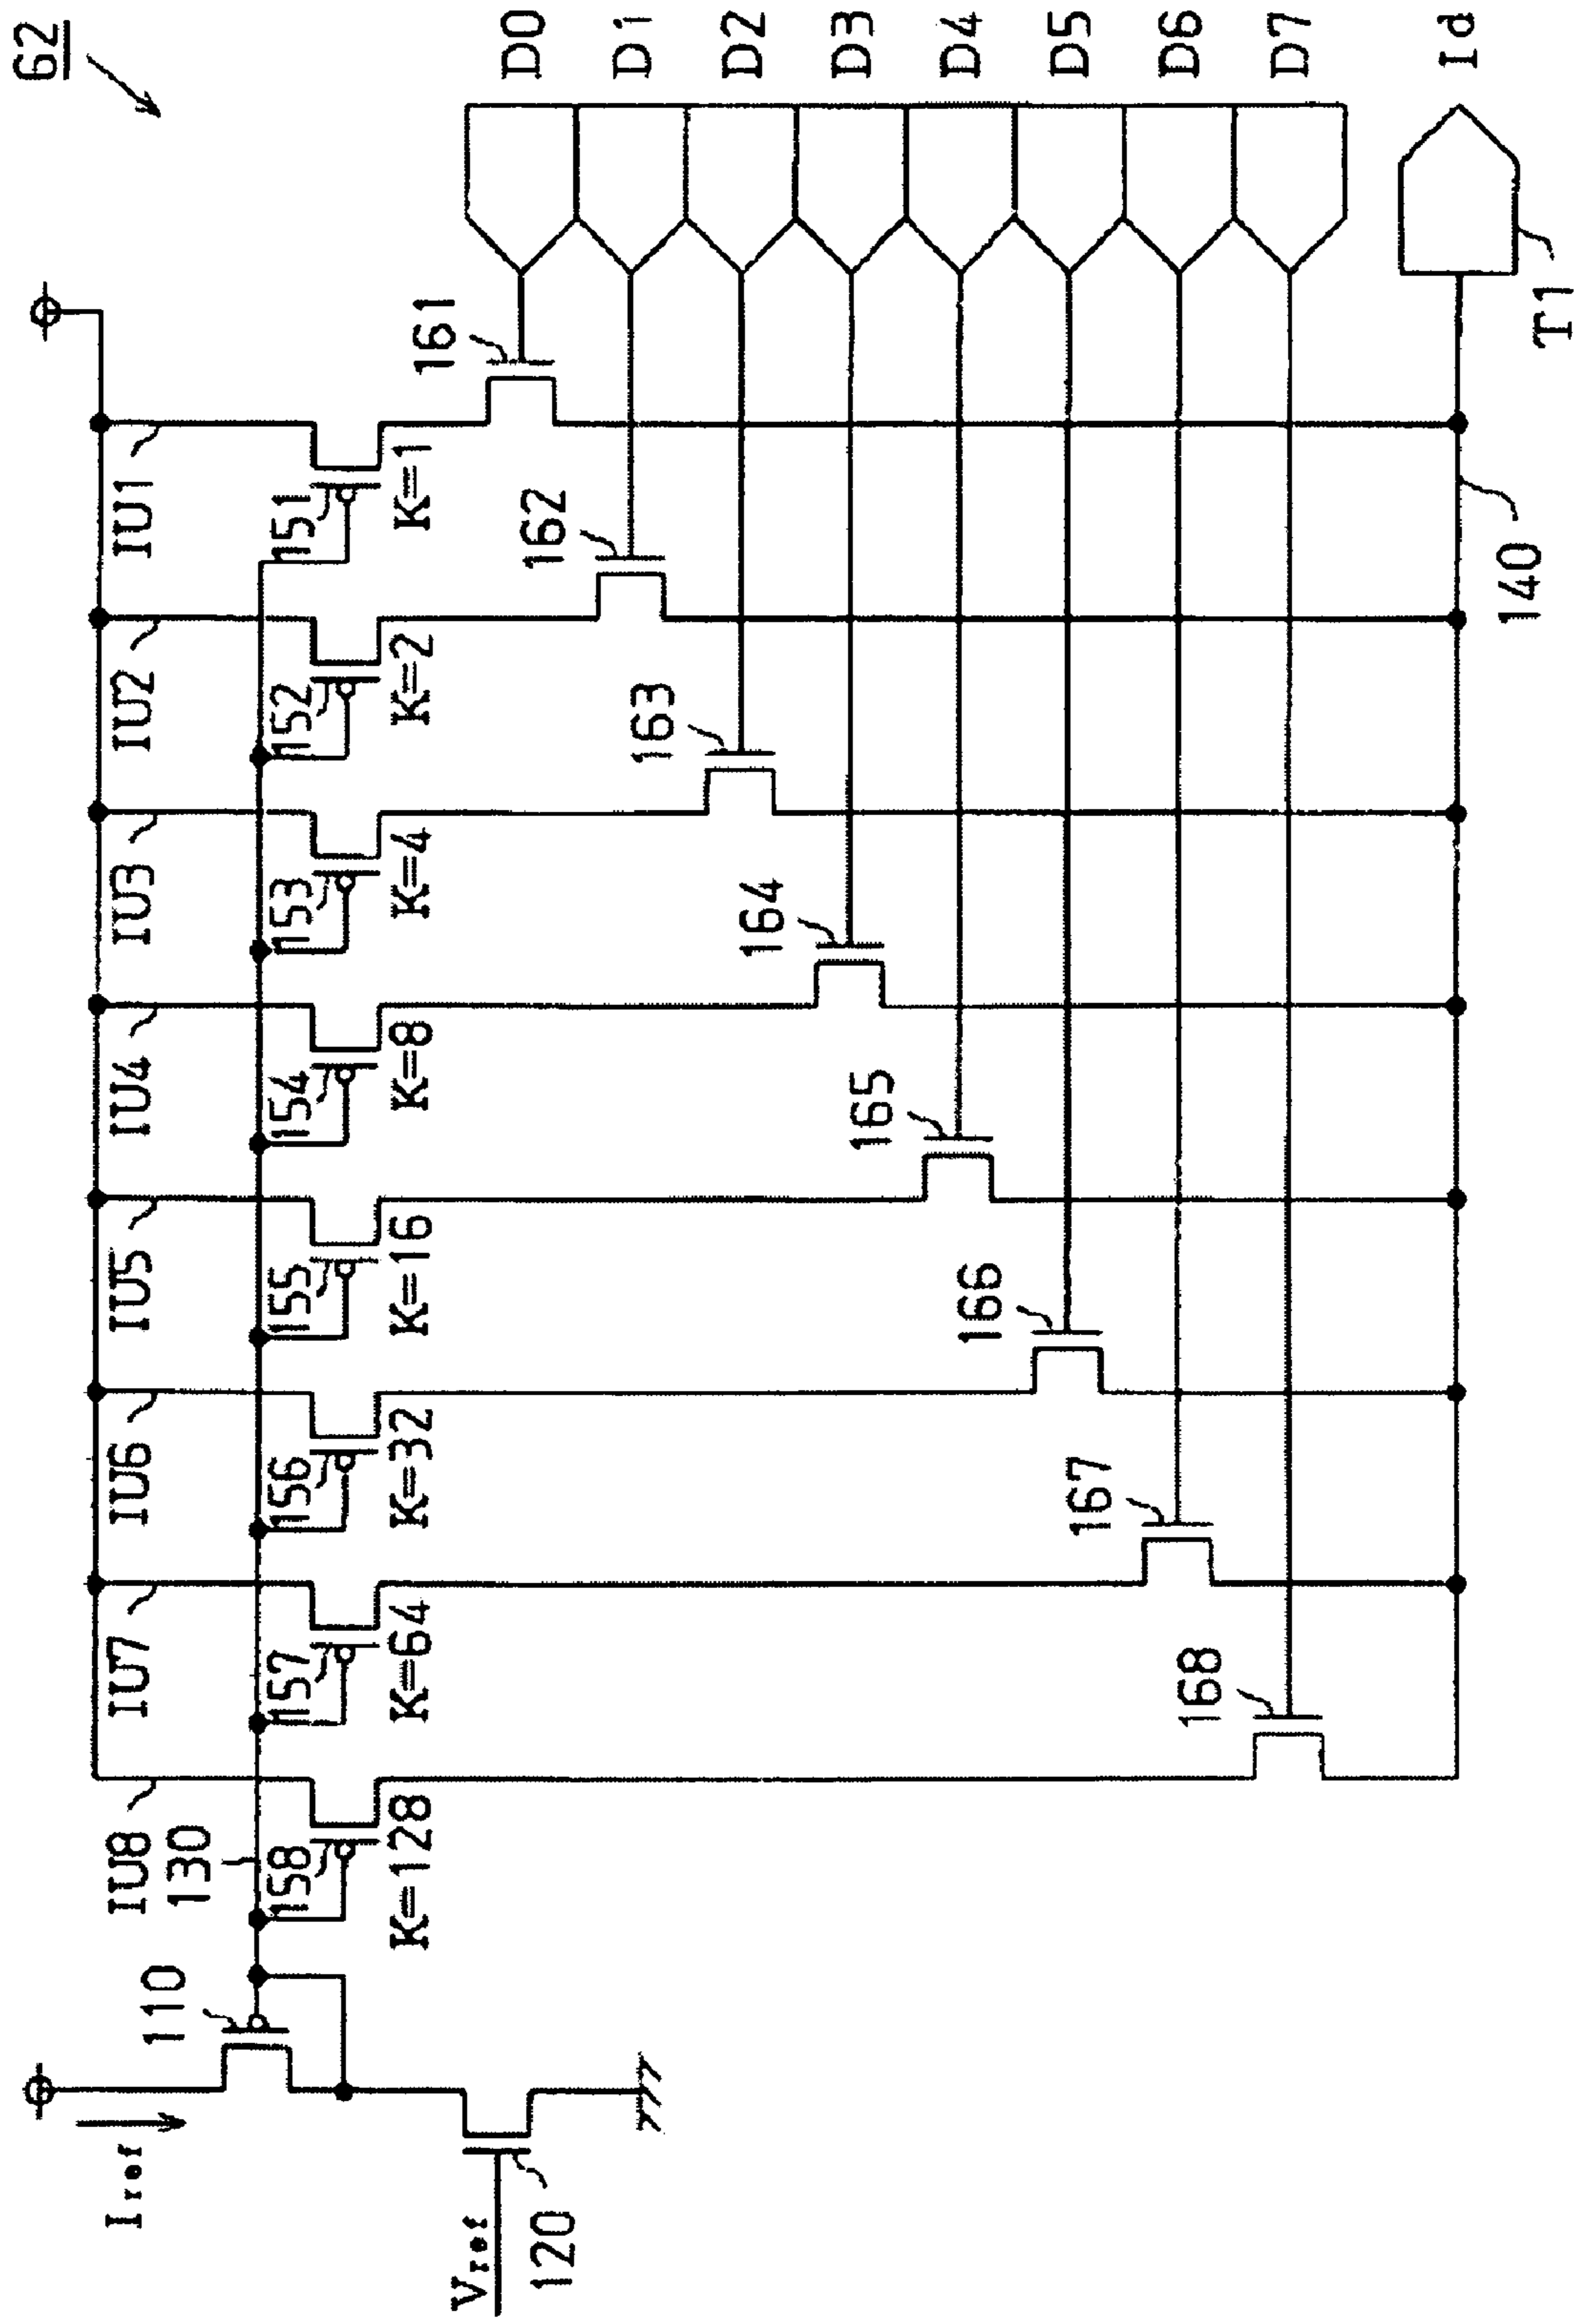 62
Iref
110
Vref
120
130
IU8
IU7
IU6
IU5
IU4
IU3
IU2
IU1
158
157
156
155
154
153
152
151
K=128
K=64
K=32
K=16
K=8
K=4
K=2
K=1
168
167
166
165
164
163
162
161
D0
D1
D2
D3
D4
D5
D6
D7
Id
140
T1